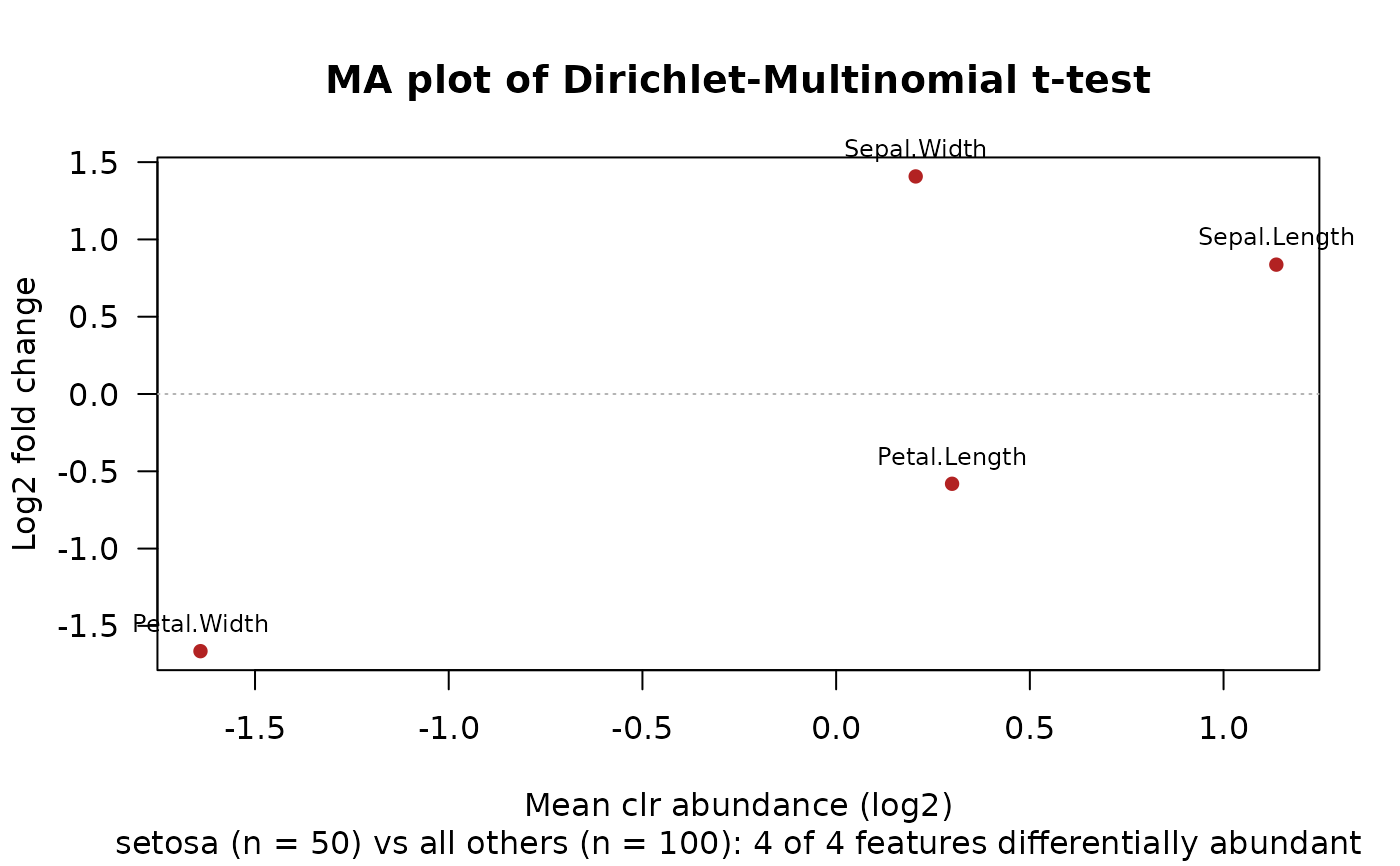 MA plot of Dirichlet-Multinomial t-test
Sepal.Width
1.5
1.0
Sepal.Length
0.5
Log2 fold change
0.0
-0.5
Petal.Length
-1.0
-1.5
Petal.Width
-1.5
-1.0
-0.5
0.0
0.5
1.0
Mean clr abundance (log2)
setosa (n = 50) vs all others (n = 100): 4 of 4 features differentially abundant